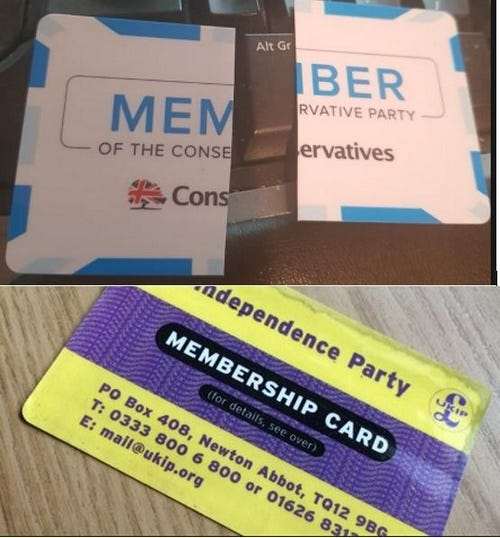 Alt Gr
MEM
IBER
OF THE CONSE
RVATIVE PARTY
Cons
ervatives
ndependence Party
MEMBERSHIP CARD
(for details, see over)
UKIP
£
PO Box 408, Newton Abbot, TQ12 9BG
T: 0333 800 6 800 or 01626 831
E: mail@ukip.org